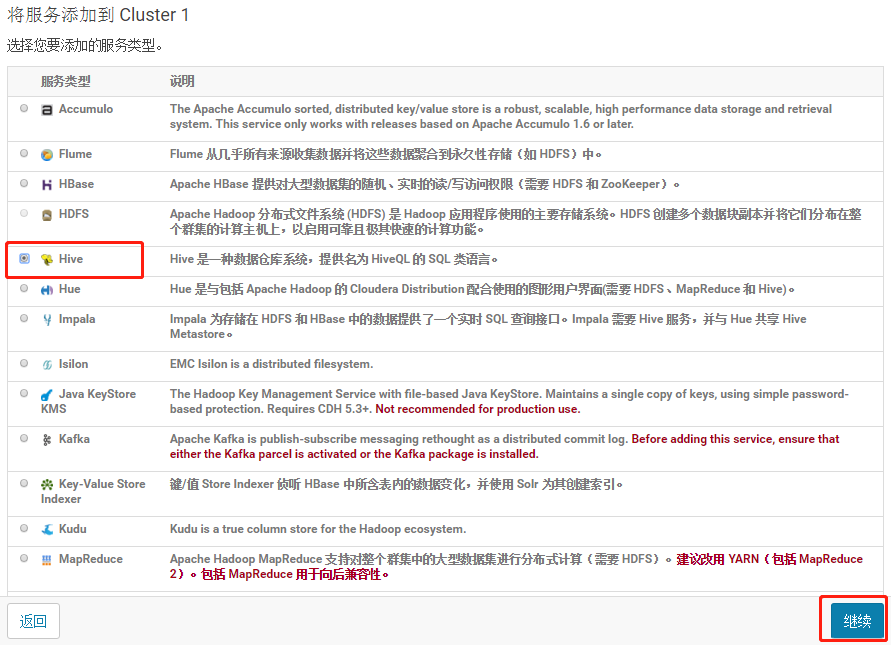 将服务添加到 Cluster 1
选择您要添加的服务类型。
服务类型 说明
Accumulo The Apache Accumulo sorted, distributed key/value store is a robust, scalable, high performance data storage and retrieval
system. This service only works with releases based on Apache Accumulo 1.6 or later.
Flume Flume 从几乎所有来源收集数据并将这些数据聚合到永久性存储（如 HDFS）中。
HBase Apache HBase 提供对大型数据集的随机、实时的读/写访问权限（需要 HDFS 和 ZooKeeper）。
HDFS Apache Hadoop 分布式文件系统 (HDFS) 是 Hadoop 应用程序使用的主要存储系统。HDFS 创建多个数据块副本并将它们分布在整
个群集的计算主机上，以启用可靠且极其快速的计算功能。
Hive Hive 是一种数据仓库系统，提供名为 HiveQL 的 SQL 类语言。
Hue Hue 是与包括 Apache Hadoop 的 Cloudera Distribution 配合使用的图形用户界面(需要 HDFS、MapReduce 和 Hive)。
Impala Impala 为存储在 HDFS 和 HBase 中的数据提供了一个实时 SQL 查询接口。Impala 需要 Hive 服务，并与 Hue 共享 Hive
Metastore。
Isilon EMC Isilon is a distributed filesystem.
Java KeyStore The Hadoop Key Management Service with file-based Java KeyStore. Maintains a single copy of keys, using simple password-
KMS based protection. Requires CDH 5.3+. Not recommended for production use.
Kafka Apache Kafka is publish-subscribe messaging rethought as a distributed commit log. Before adding this service, ensure that
either the Kafka parcel is activated or the Kafka package is installed.
Key-Value Store 键/值 Store Indexer 侦听 HBase 中所含表内的数据变化，并使用 Solr 为其创建索引。
Indexer
Kudu Kudu is a true column store for the Hadoop ecosystem.
MapReduce Apache Hadoop MapReduce 支持对整个群集中的大型数据集进行分布式计算（需要 HDFS）。建议改用 YARN（包括 MapReduce
2）。包括 MapReduce 用于向后兼容性。
返回 继续